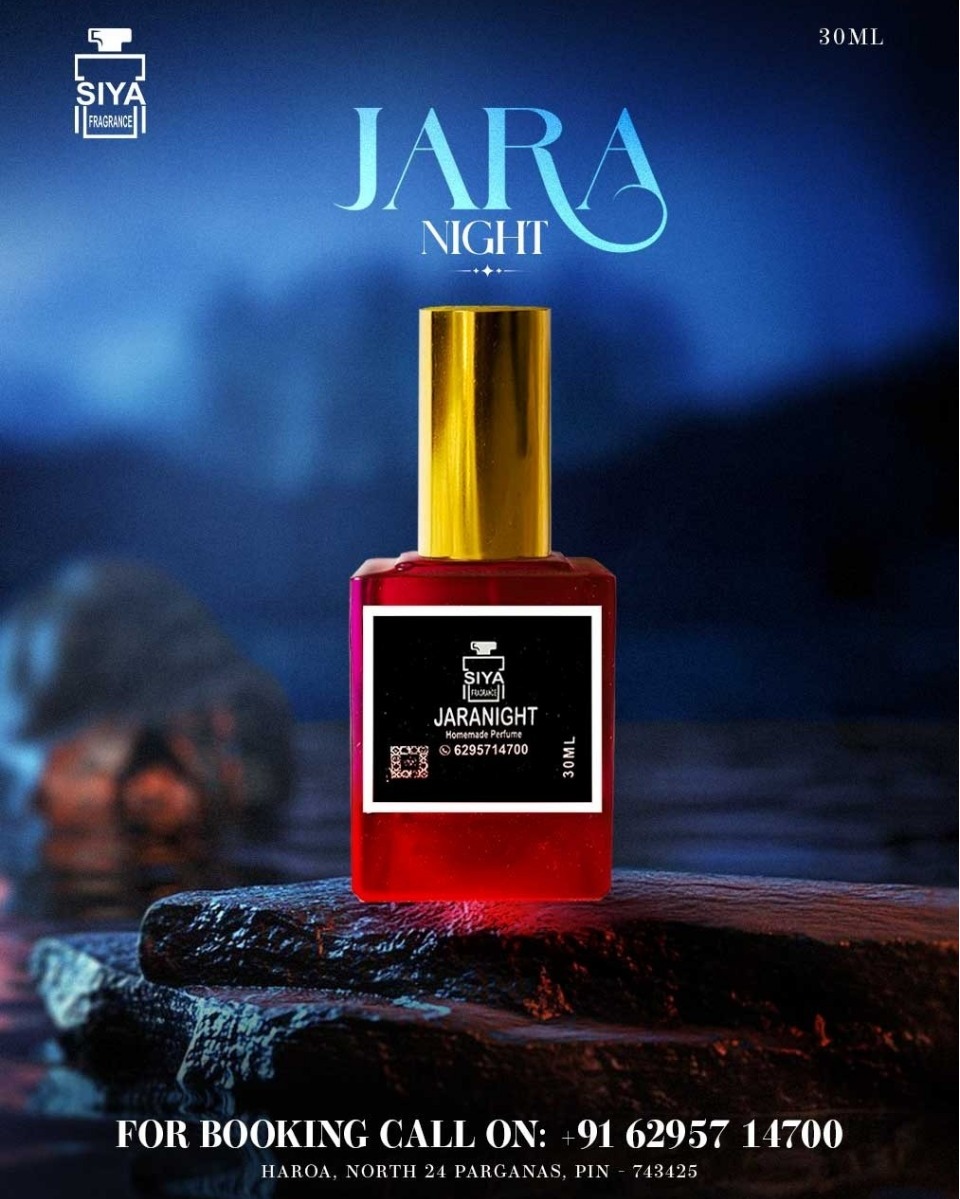 SIYA
FRAGRANCE
30ML
JARA
NIGHT
SIYA
FRAGRANCE
JARANIGHT
Homemade Perfume
6295714700
30ML
FOR BOOKING CALL ON: +91 62957 14700
HAROA, NORTH 24 PARGANAS, PIN - 743425